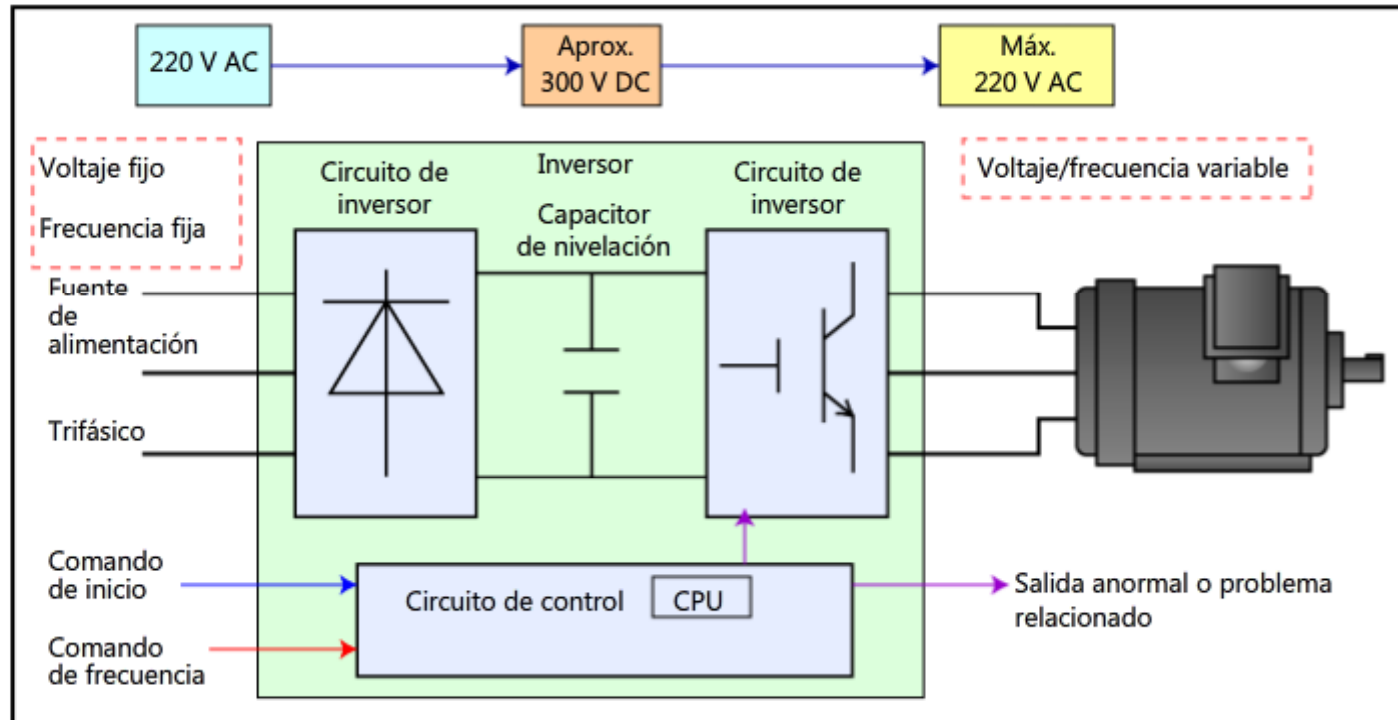 220 V AC
Aprox.
300 V DC
Máx.
220 V AC
Voltaje fijo
Frecuencia fija
Circuito de
inversor
Inversor
Capacitor
de nivelación
Circuito de
inversor
Voltaje/frecuencia variable
Fuente
de
alimentación
Trifásico
Comando
de inicio
Comando
de frecuencia
Circuito de control
CPU
Salida anormal o problema
relacionado